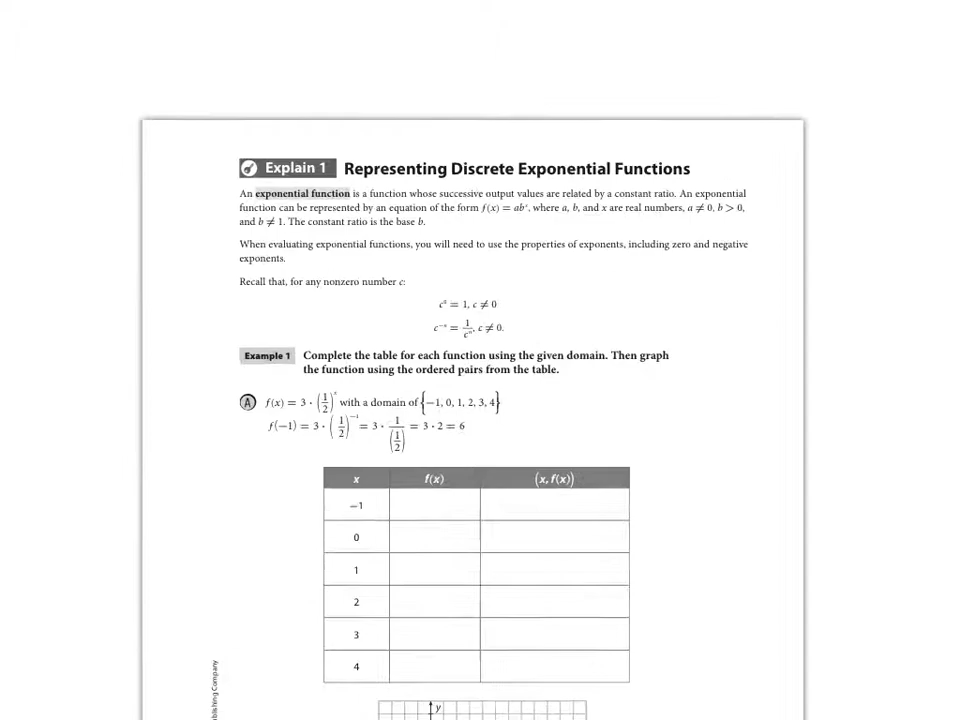 Explain 1 Representing Discrete Exponential Functions
An exponential function is a function whose successive output values are related by a constant ratio. An exponential
function can be represented by an equation of the form f(x) = abˣ, where a, b, and x are real numbers, a ≠ 0, b > 0,
and b ≠ 1. The constant ratio is the base b.
When evaluating exponential functions, you will need to use the properties of exponents, including zero and negative
exponents.
Recall that, for any nonzero number c:
c⁰ = 1, c ≠ 0
c⁻ⁿ = 1/cⁿ, c ≠ 0.
Example 1 Complete the table for each function using the given domain. Then graph
the function using the ordered pairs from the table.
A f(x) = 3 · (1/2)ˣ with a domain of {−1, 0, 1, 2, 3, 4}
f(−1) = 3 · (1/2)⁻¹ = 3 · 1/(1/2) = 3 · 2 = 6
x f(x) (x, f(x))
−1
0
1
2
3
4
y
blishing Company